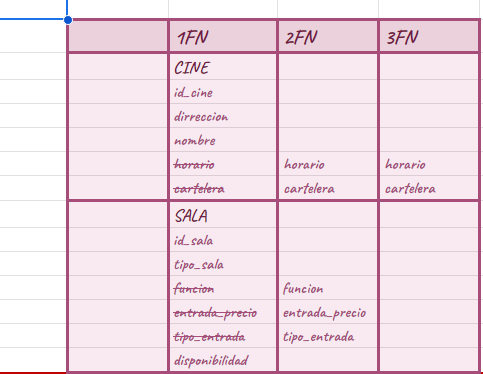 1FN 2FN 3FN
CINE
id_cine
dirreccion
nombre
horario horario horario
cartelera cartelera cartelera
SALA
id_sala
tipo_sala
funcion funcion
entrada_precio entrada_precio
tipo_entrada tipo_entrada
disponibilidad